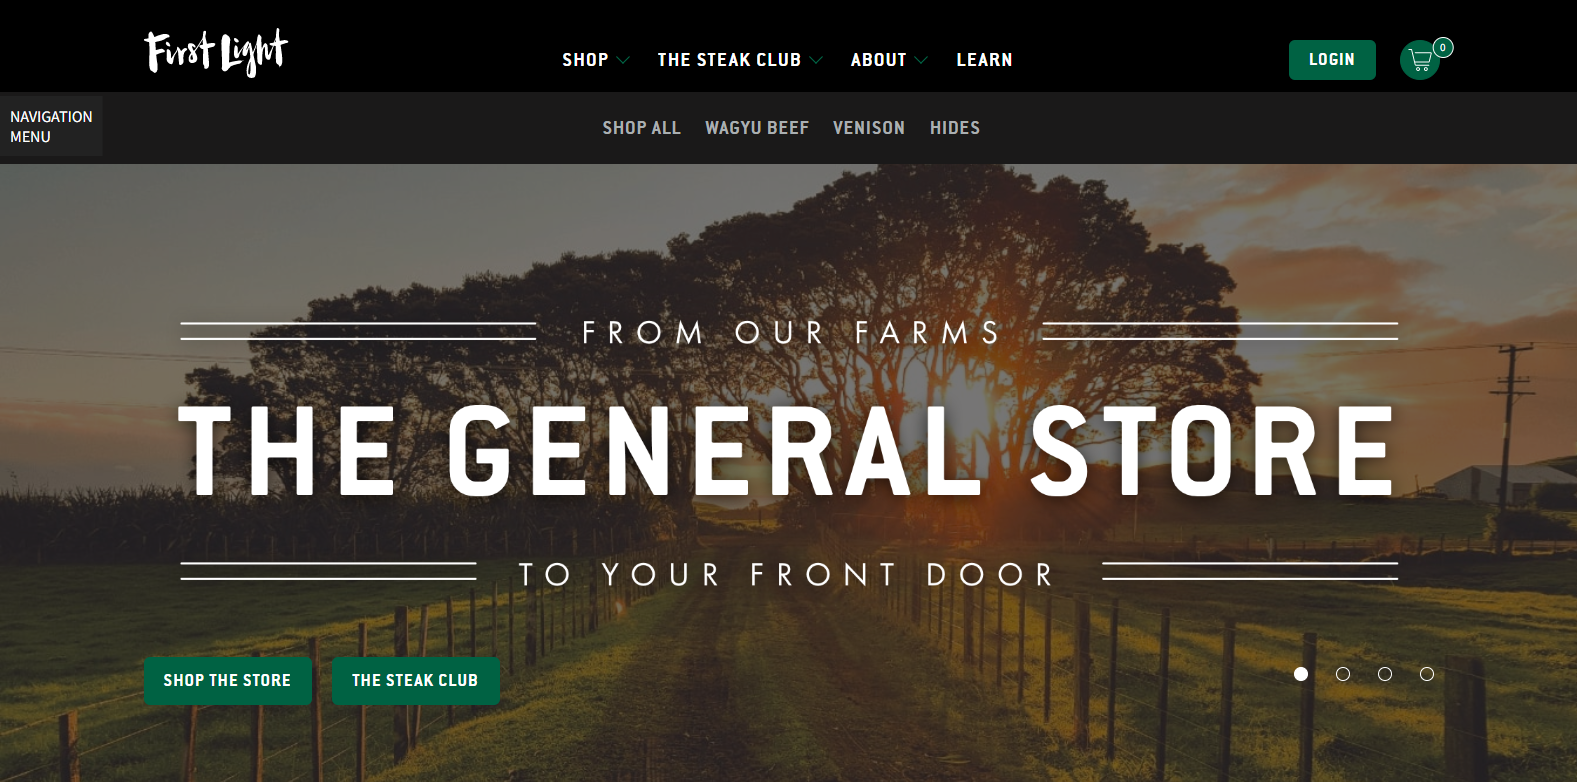 First Light
SHOP
THE STEAK CLUB
ABOUT
LEARN
LOGIN
0
NAVIGATION
MENU
SHOP ALL
WAGYU BEEF
VENISON
HIDES
FROM OUR FARMS
THE GENERAL STORE
TO YOUR FRONT DOOR
SHOP THE STORE
THE STEAK CLUB